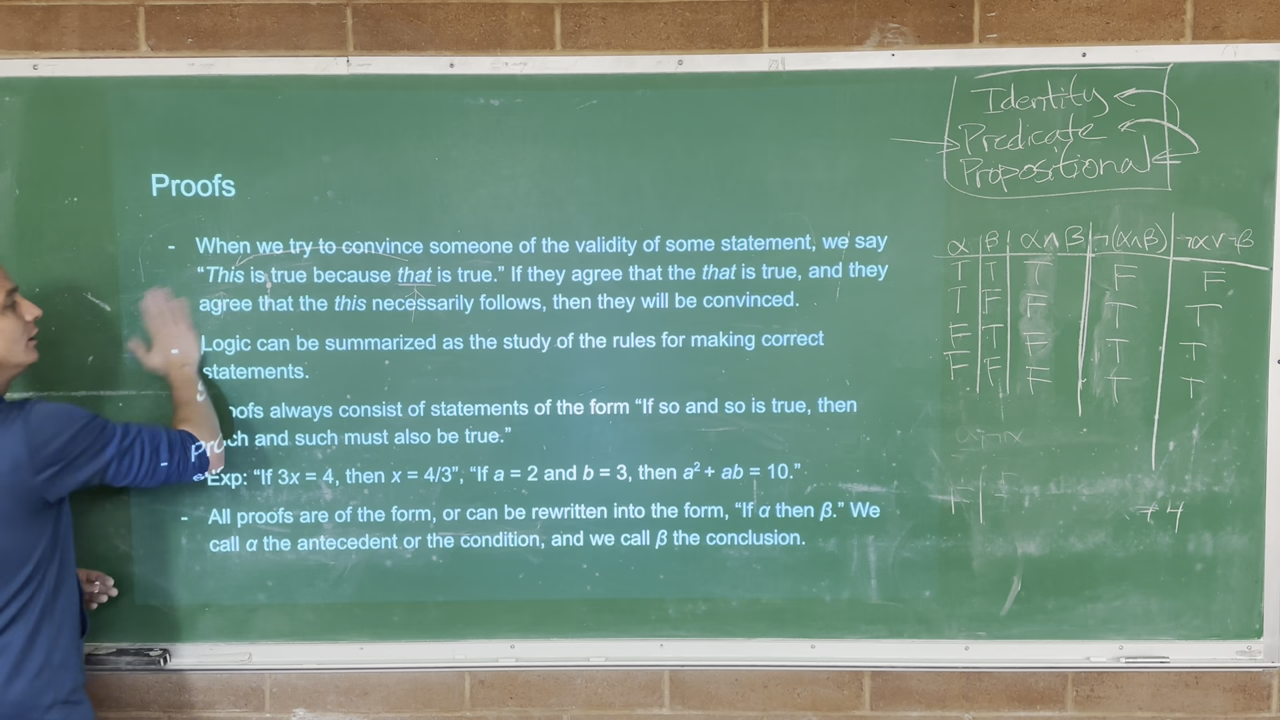 Proofs
- When we try to convince someone of the validity of some statement, we say
“This is true because that is true.” If they agree that the that is true, and they
agree that the this necessarily follows, then they will be convinced.
Logic can be summarized as the study of the rules for making correct
statements.
Proofs always consist of statements of the form “If so and so is true, then
such and such must also be true.”
- Exp: “If 3x = 4, then x = 4/3”, “If a = 2 and b = 3, then a² + ab = 10.”
- All proofs are of the form, or can be rewritten into the form, “If α then β.” We
call α the antecedent or the condition, and we call β the conclusion.
Identity
Predicate
Propositional
α β α∧β ¬(α∧β) ¬α∨¬β
T T T F F
T F F T T
F T F T T
F F F T T
F F
≠ 4